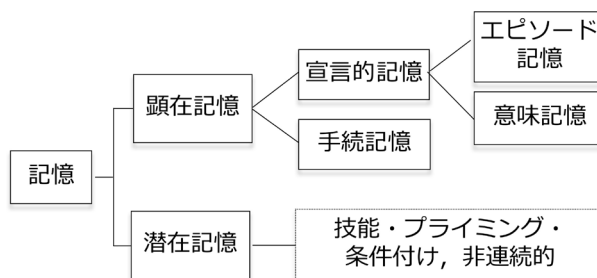 エピソード
記憶
宣言的記憶
顕在記憶
意味記憶
手続記憶
記憶
技能・プライミング・
条件付け，非連続的
潜在記憶